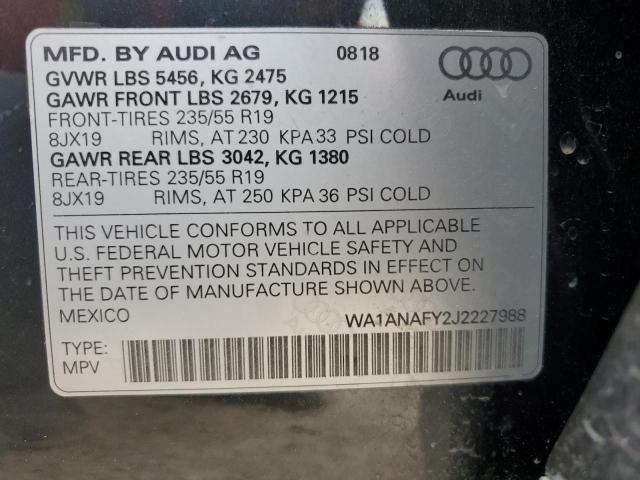 MFD. BY AUDI AG 0818
GVWR LBS 5456, KG 2475
GAWR FRONT LBS 2679, KG 1215
Audi
FRONT-TIRES 235/55 R19
8JX19 RIMS, AT 230 KPA 33 PSI COLD
GAWR REAR LBS 3042, KG 1380
REAR-TIRES 235/55 R19
8JX19 RIMS, AT 250 KPA 36 PSI COLD
THIS VEHICLE CONFORMS TO ALL APPLICABLE
U.S. FEDERAL MOTOR VEHICLE SAFETY AND
THEFT PREVENTION STANDARDS IN EFFECT ON
THE DATE OF MANUFACTURE SHOWN ABOVE.
MEXICO WA1ANAFY2J2227988
TYPE:
MPV